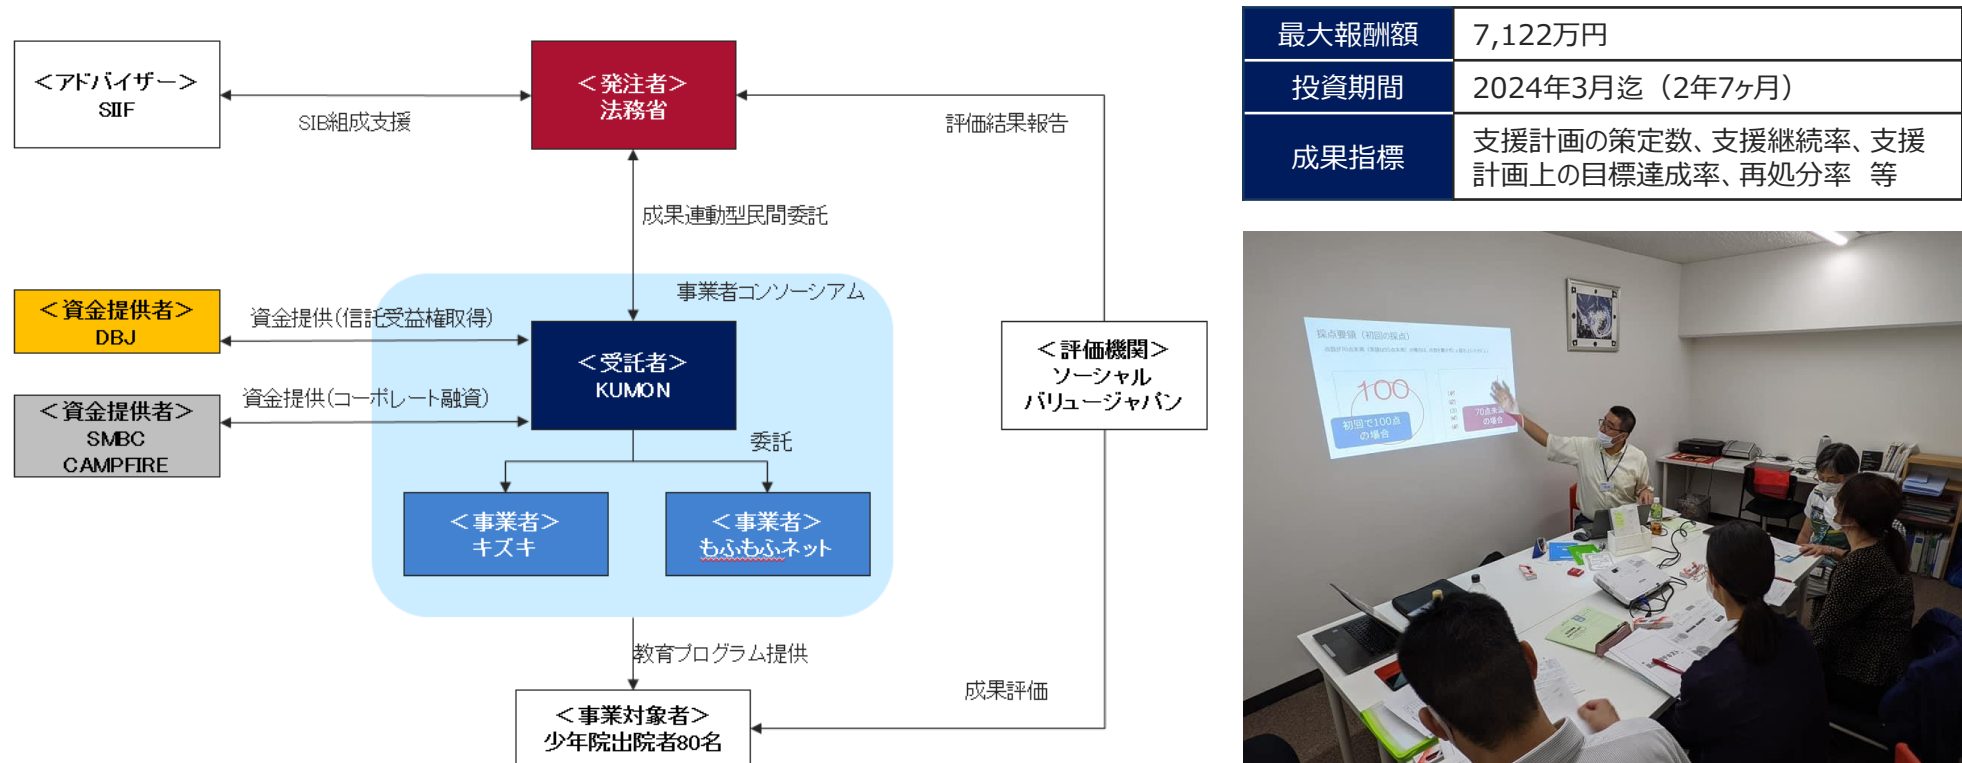 ＜アドバイザー＞
SIIF
SIB組成支援
＜発注者＞
法務省
評価結果報告
成果連動型民間委託
事業者コンソーシアム
＜資金提供者＞
DBJ
資金提供（信託受益権取得）
＜資金提供者＞
SMBC
CAMPFIRE
資金提供（コーポレート融資）
＜受託者＞
KUMON
委託
＜事業者＞
キズキ
＜事業者＞
もふもふネット
＜評価機関＞
ソーシャル
バリュージャパン
教育プログラム提供
成果評価
＜事業対象者＞
少年院出院者80名
最大報酬額
7,122万円
投資期間
2024年3月迄（2年7ヶ月）
成果指標
支援計画の策定数、支援継続率、支援
計画上の目標達成率、再処分率　等
採点要領（初回の採点）
100
初回で100点
の場合
70点未満
の場合